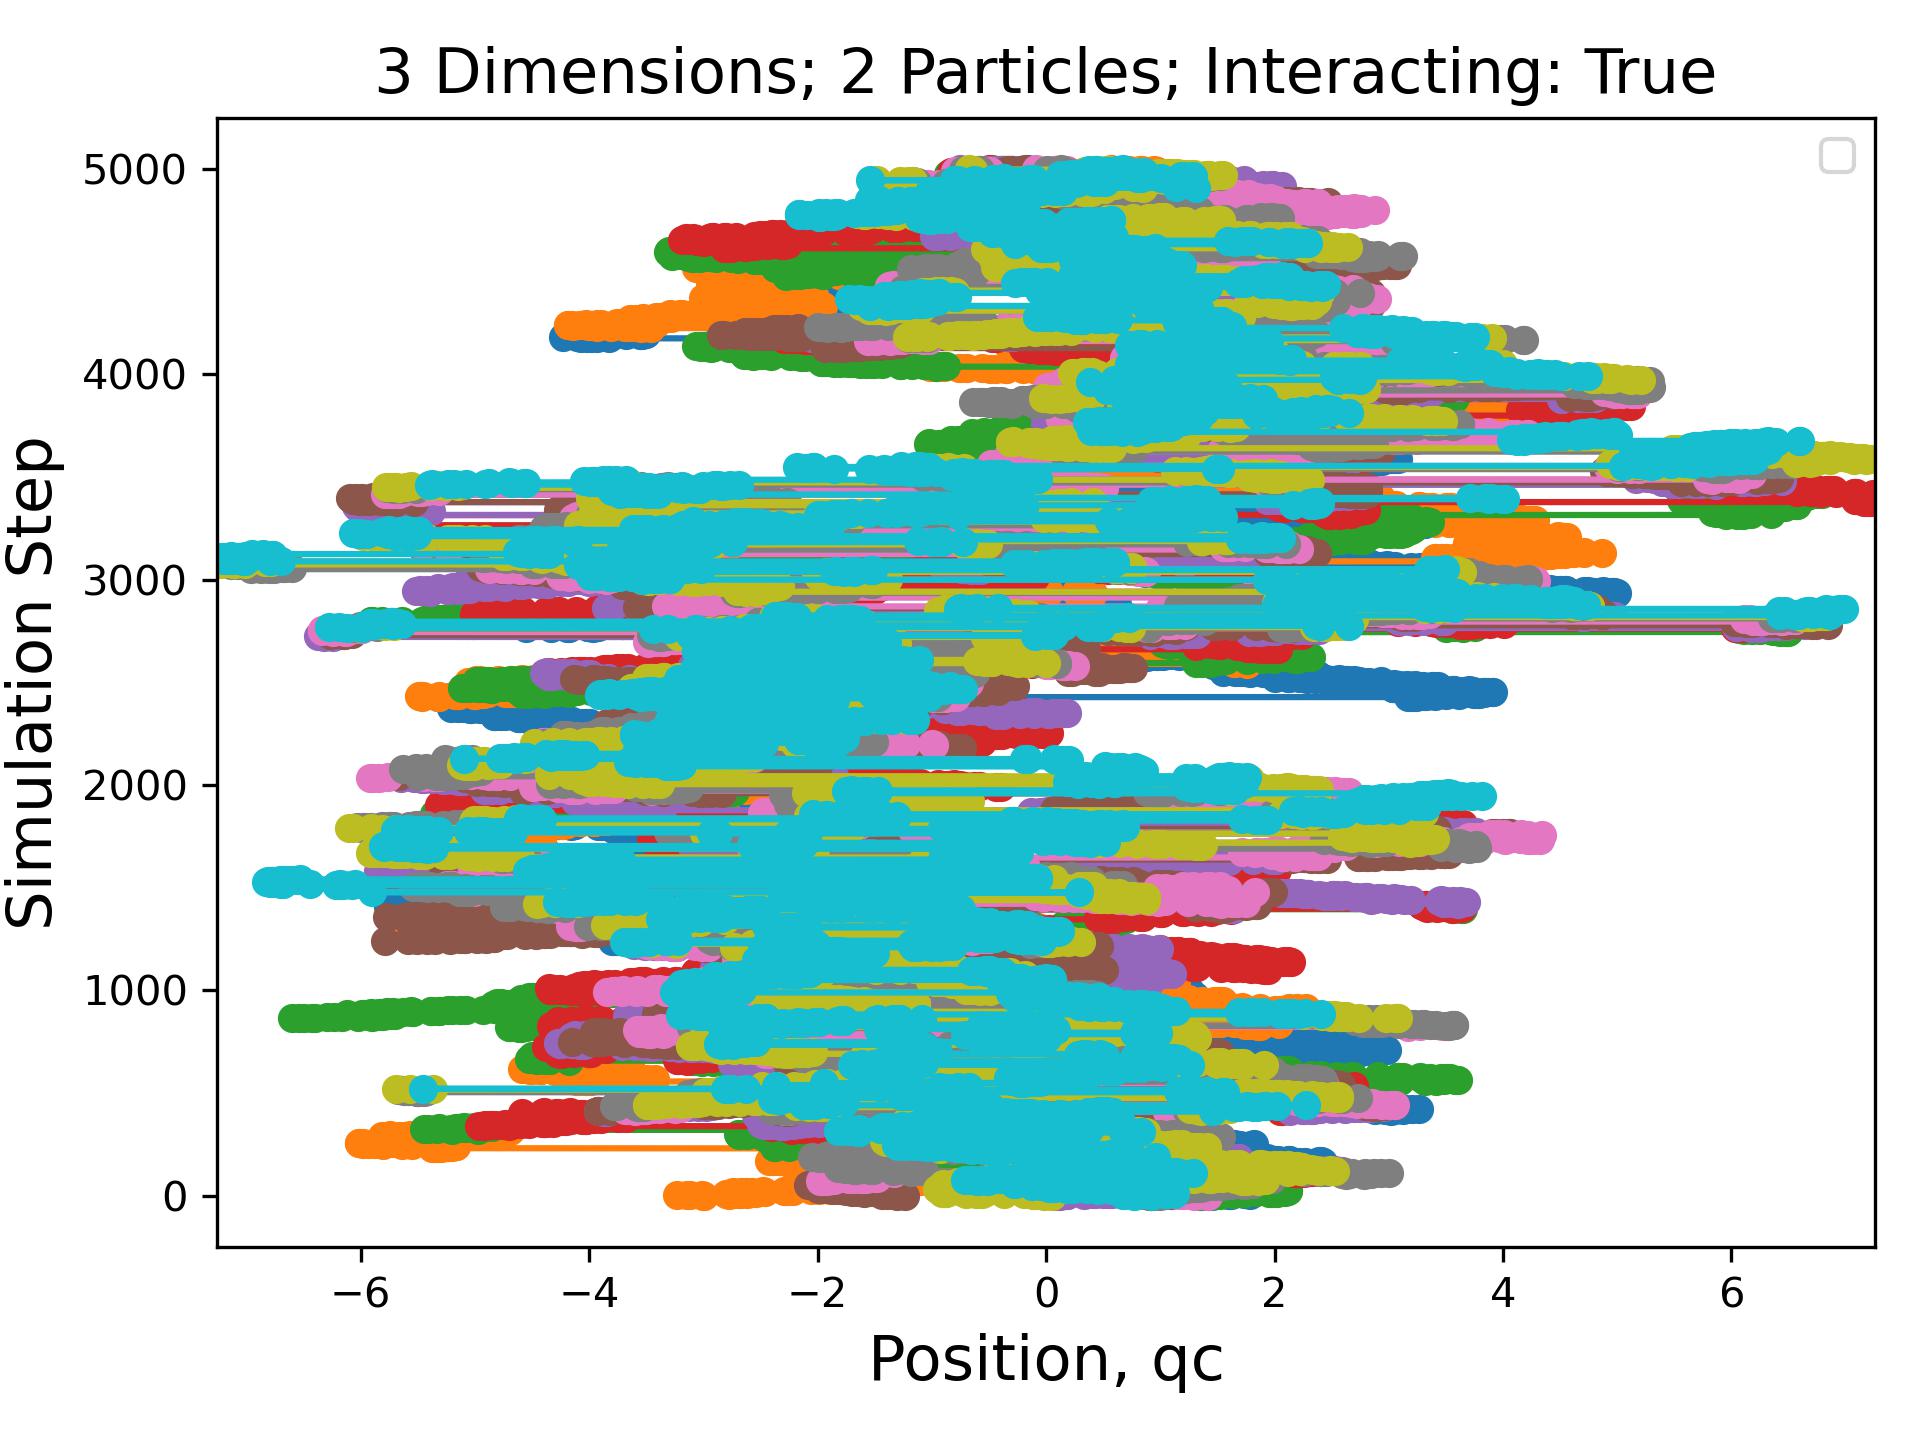 3 Dimensions; 2 Particles; Interacting: True
Simulation Step
5000
4000
3000
2000
1000
0
−6 −4 −2 0 2 4 6
Position, qc